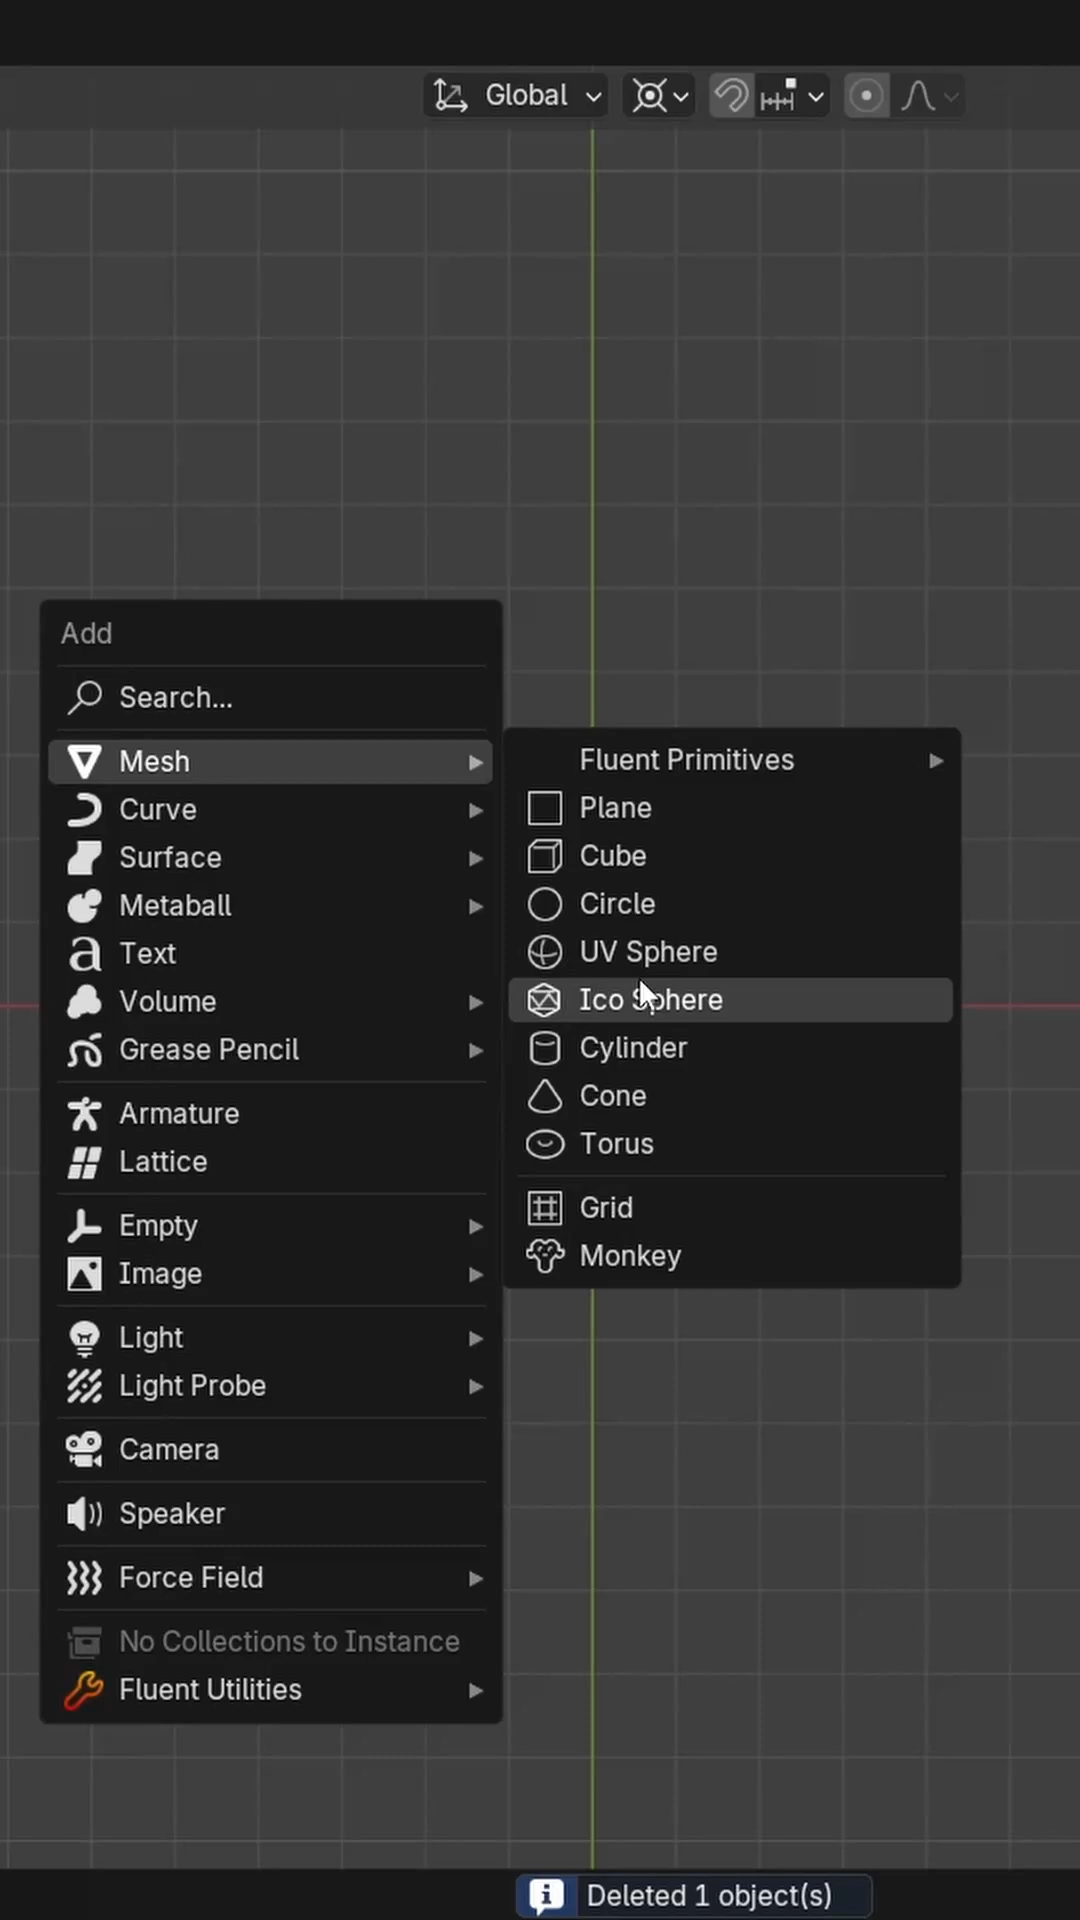 Global
Add
Search...
Mesh
Curve
Surface
Metaball
Text
Volume
Grease Pencil
Armature
Lattice
Empty
Image
Light
Light Probe
Camera
Speaker
Force Field
No Collections to Instance
Fluent Utilities
Fluent Primitives
Plane
Cube
Circle
UV Sphere
Ico Sphere
Cylinder
Cone
Torus
Grid
Monkey
Deleted 1 object(s)